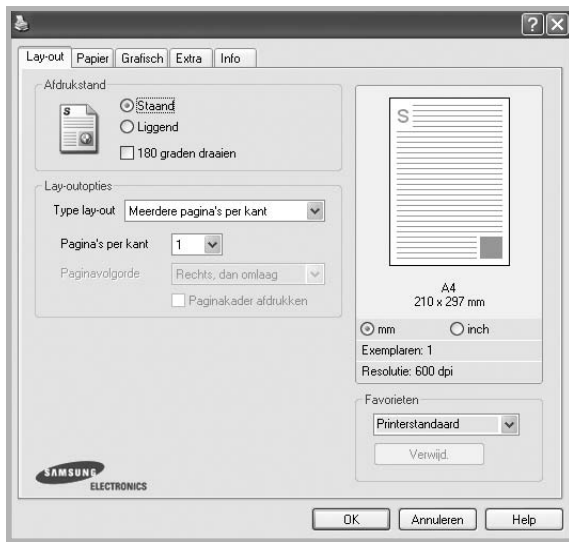 Lay-out Papier Grafisch Extra Info
Afdrukstand
S
Staand
Liggend
180 graden draaien
Lay-outopties
Type lay-out Meerdere pagina's per kant
Pagina's per kant 1
Paginavolgorde Rechts, dan omlaag
Paginakader afdrukken
S
A4
210 x 297 mm
mm inch
Exemplaren: 1
Resolutie: 600 dpi
Favorieten
Printerstandaard
Verwijd.
SAMSUNG
ELECTRONICS
OK Annuleren Help